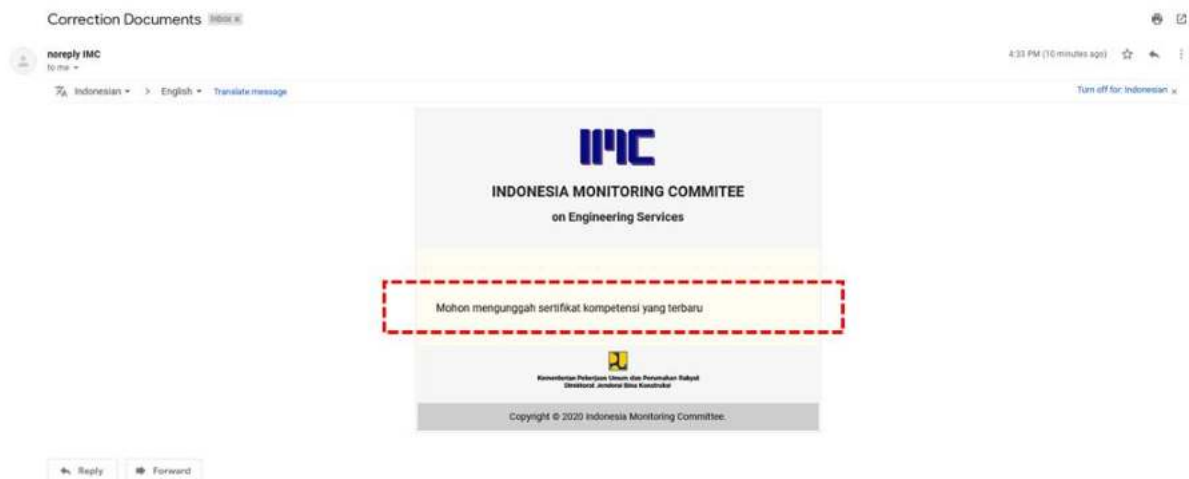 Correction Documents Inbox x
noreply IMC
to me
4:33 PM (10 minutes ago)
Indonesian > English Translate message
Turn off for: Indonesian x
IMC
INDONESIA MONITORING COMMITEE
on Engineering Services
Mohon mengunggah sertifikat kompetensi yang terbaru
Kementerian Pekerjaan Umum dan Perumahan Rakyat
Direktorat Jenderal Bina Konstruksi
Copyright © 2020 Indonesia Monitoring Committee.
Reply Forward